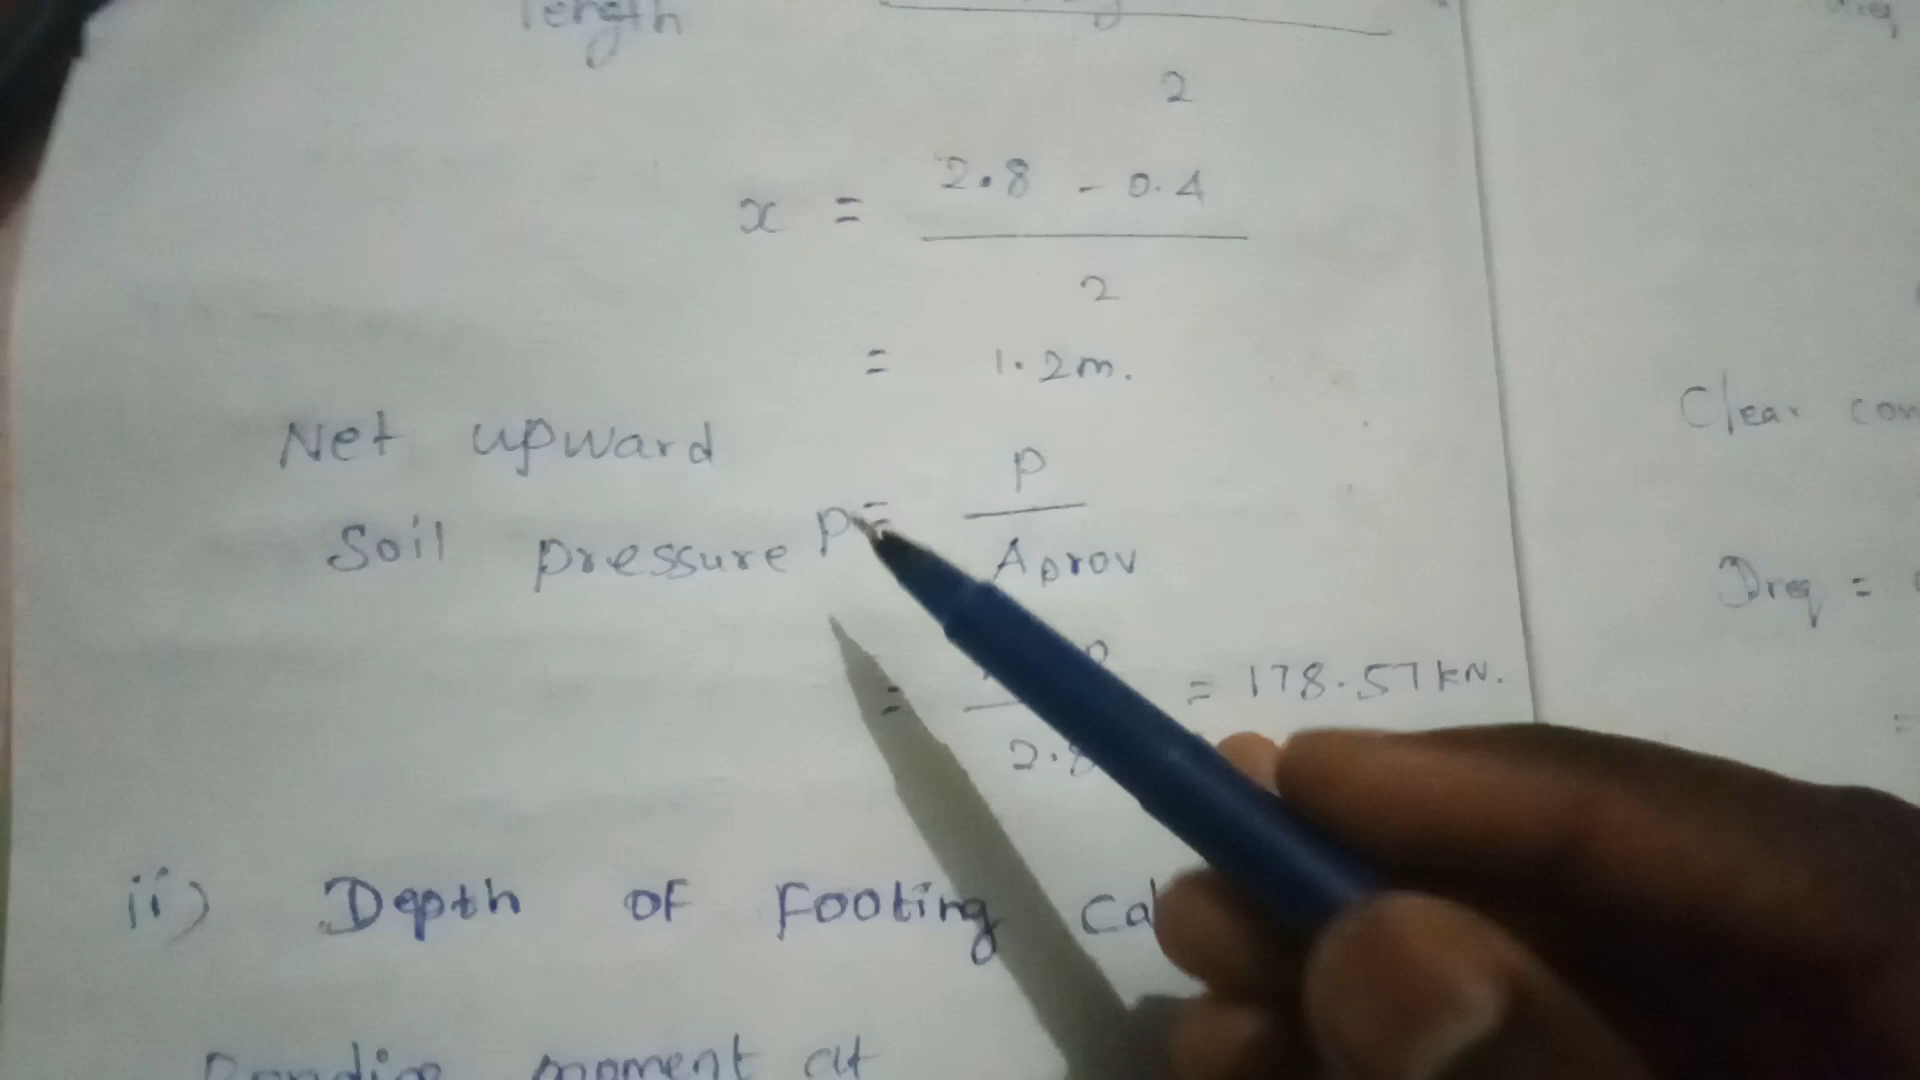 length
2
x = 2.8 - 0.4
2
= 1.2m.
Net upward
Soil pressure p = P
Aprov
= = 178.57 kN.
ii) Depth of Footing
moment at
Clear
Dreq =